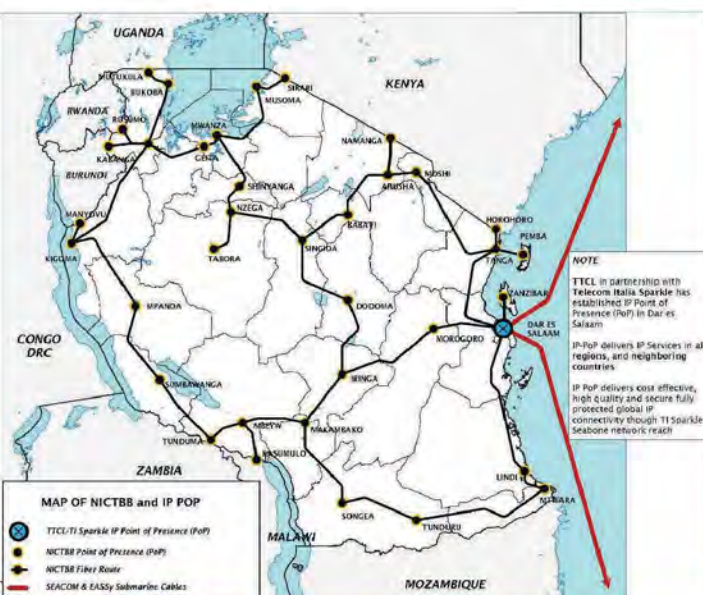 UGANDA
KENYA
MUTUKULA
BUKOBA
SIRARI
MUSOMA
RWANDA
RUSUMO
MWANZA
NAMANGA
KABANGA
GEITA
BURUNDI
ARUSHA
MOSHI
SHINYANGA
MANYOVU
NZEGA
BABATI
HOROHORO
PEMBA
KIGOMA
SINGIDA
TANGA
TABORA
ZANZIBAR
MPANDA
DODOMA
DAR ES
SALAAM
CONGO
DRC
MOROGORO
SUMBAWANGA
IRINGA
MBEYA
MAKAMBAKO
TUNDUMA
KASUMULO
ZAMBIA
LINDI
MTWARA
SONGEA
TUNDURU
MALAWI
MOZAMBIQUE
NOTE
TTCL in partnership with
Telecom Italia Sparkle has
established IP Point of
Presence (PoP) in Dar es
Salaam
IP-PoP delivers IP Services in al
regions, and neighboring
countries
IP PoP delivers cost effective,
high quality and secure fully
protected global IP
connectivity though TI Sparkle
Seabone network reach
MAP OF NICTBB and IP POP
TTCL-TI Sparkle IP Point of Presence (PoP)
NICTBB Point of Presence (PoP)
NICTBB Fiber Route
SEACOM & EASSy Submarine Cables